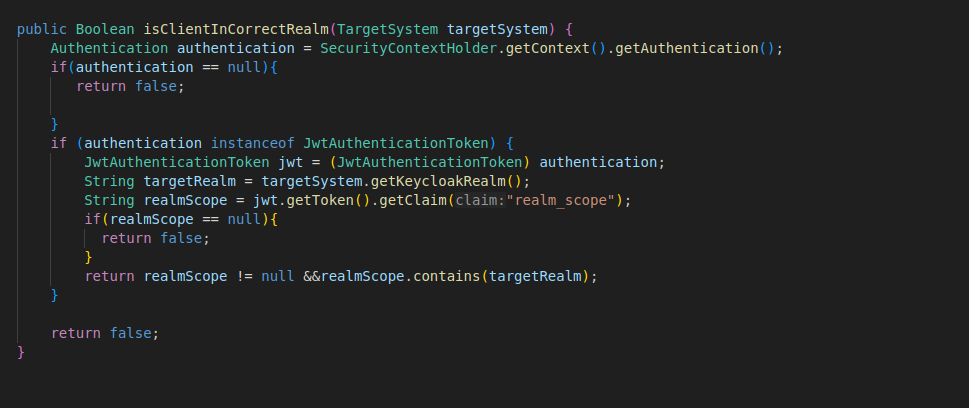 public Boolean isClientInCorrectRealm(TargetSystem targetSystem) {
    Authentication authentication = SecurityContextHolder.getContext().getAuthentication();
    if(authentication == null){
       return false;

    }
    if (authentication instanceof JwtAuthenticationToken) {
        JwtAuthenticationToken jwt = (JwtAuthenticationToken) authentication;
        String targetRealm = targetSystem.getKeycloakRealm();
        String realmScope = jwt.getToken().getClaim(claim:"realm_scope");
        if(realmScope == null){
          return false;
        }
        return realmScope != null &&realmScope.contains(targetRealm);
    }

    return false;
}